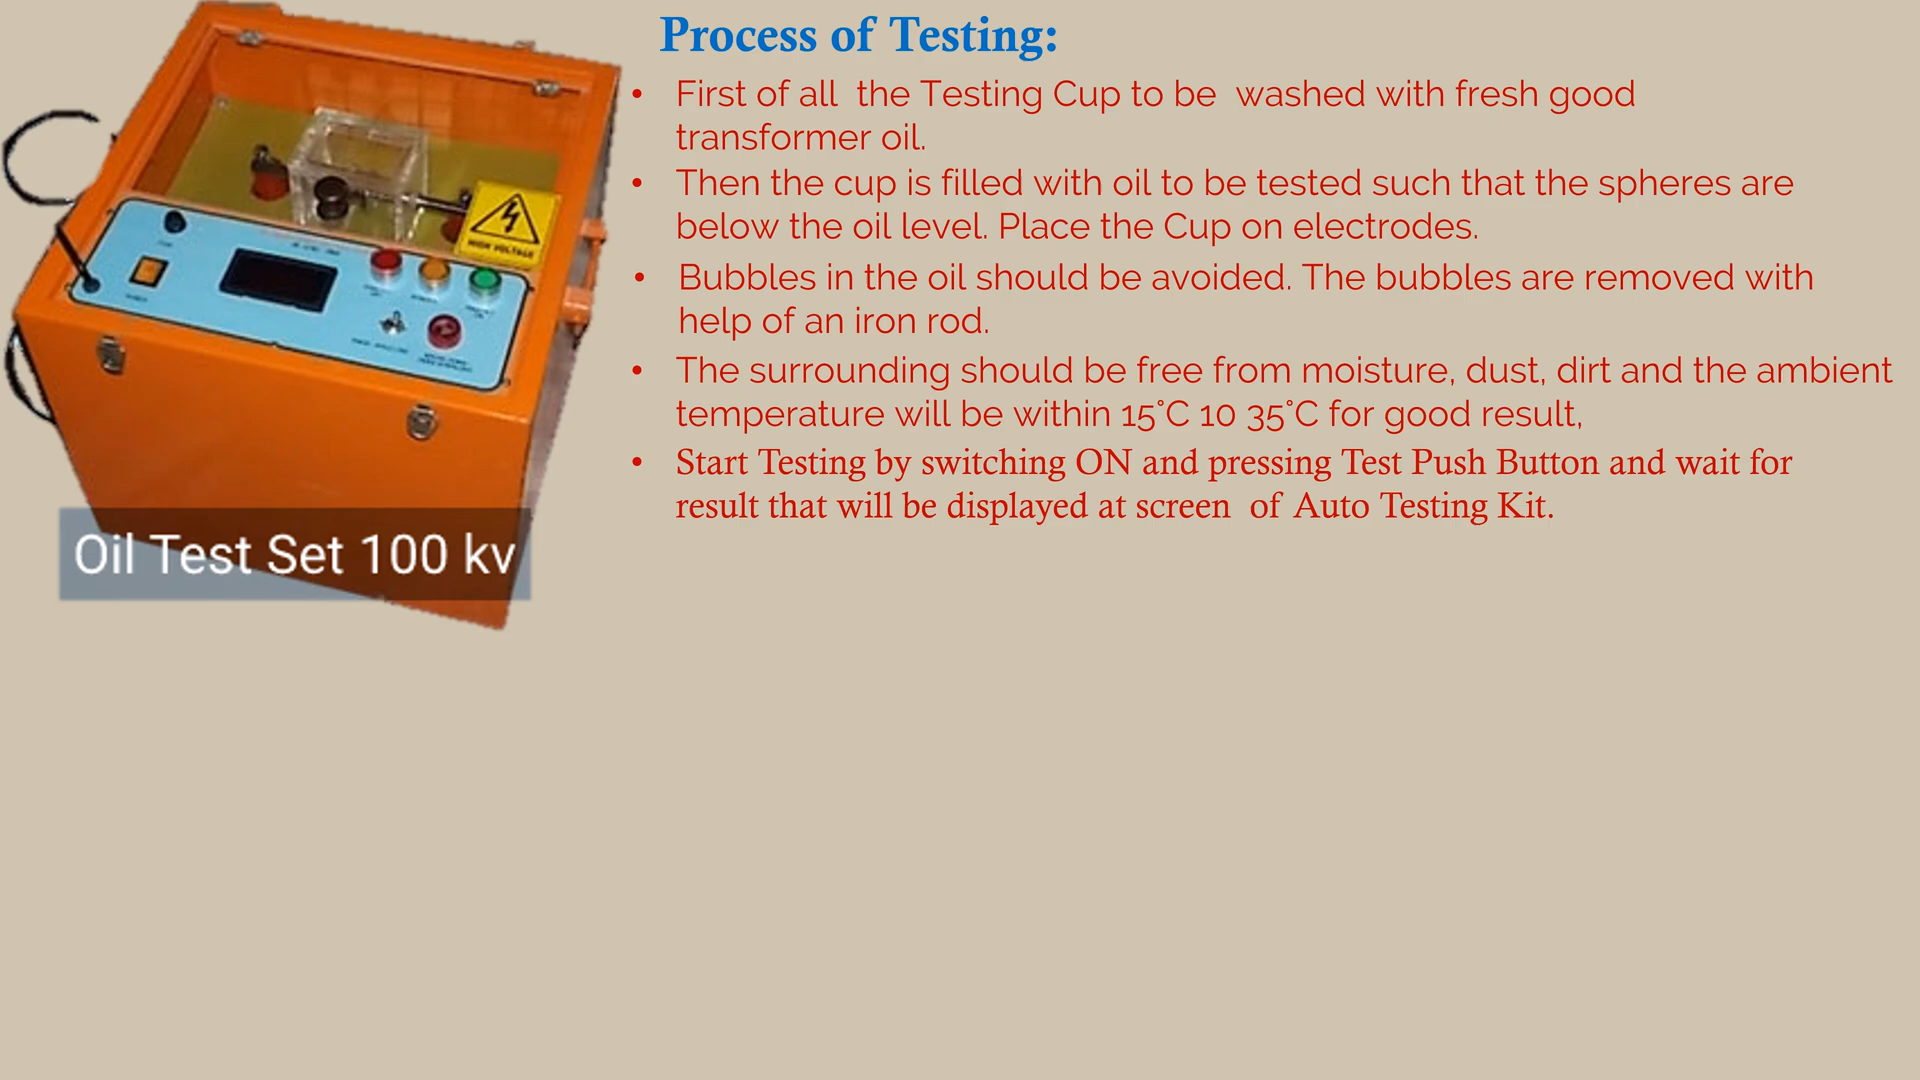 Process of Testing:
• First of all  the Testing Cup to be  washed with fresh good
transformer oil.
• Then the cup is filled with oil to be tested such that the spheres are
below the oil level. Place the Cup on electrodes.
• Bubbles in the oil should be avoided. The bubbles are removed with
help of an iron rod.
• The surrounding should be free from moisture, dust, dirt and the ambient
temperature will be within 15°C 10 35°C for good result,
• Start Testing by switching ON and pressing Test Push Button and wait for
result that will be displayed at screen  of Auto Testing Kit.
HIGH VOLTAGE
Oil Test Set 100 kv